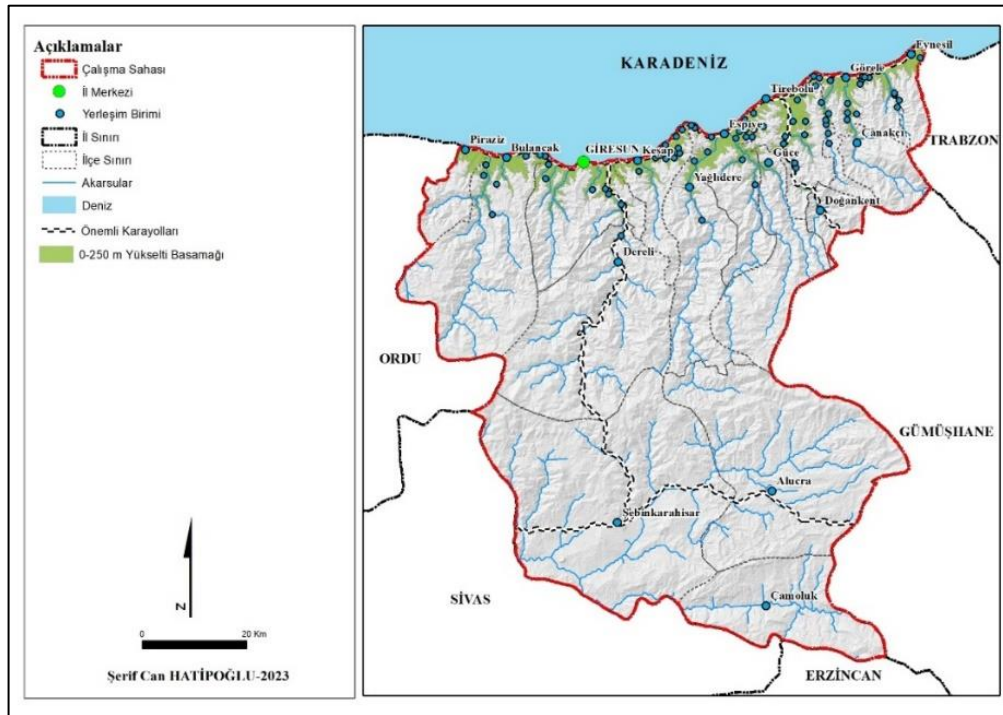 Açıklamalar
Çalışma Sahası
İl Merkezi
Yerleşim Birimi
İl Sınırı
İlçe Sınırı
Akarsular
Deniz
Önemli Karayolları
0-250 m Yükselti Basamağı
N
0 20 Km
Şerif Can HATİPOĞLU-2023
KARADENİZ
Eynesil
Görele
Tirebolu
Espiye
Çanakçı
TRABZON
Piraziz
Bulancak
GİRESUN
Keşap
Güce
Yağlıdere
Doğankent
Dereli
ORDU
GÜMÜŞHANE
Alucra
Şebinkarahisar
SİVAS
Çamoluk
ERZİNCAN